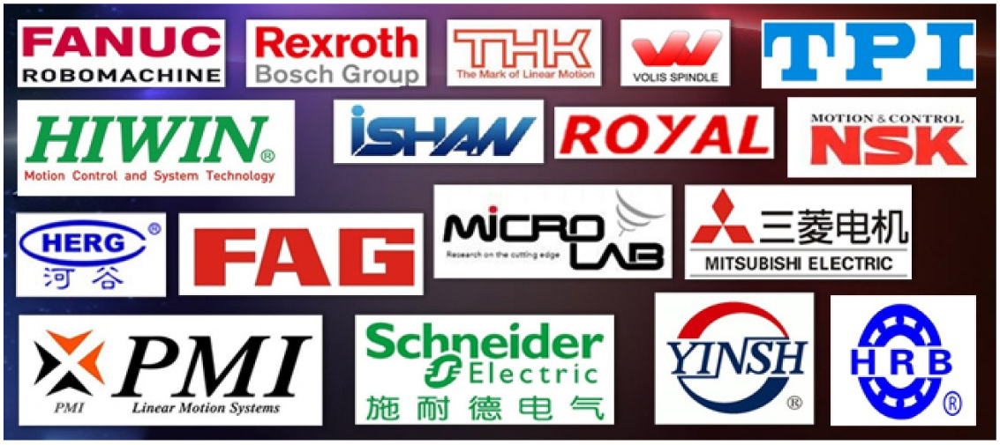 FANUC
ROBOMACHINE
Rexroth
Bosch Group
THK
The Mark of Linear Motion
VOLIS SPINDLE
TPI
HIWIN®
Motion Control and System Technology
iSHAN
ROYAL
MOTION & CONTROL
NSK
HERG®
河谷
FAG
MiCRO
LAB
Research on the cutting edge
三菱电机
MITSUBISHI ELECTRIC
PMI
PMI
Linear Motion Systems
Schneider
Electric
施耐德电气
YINSH
®
HRB
®